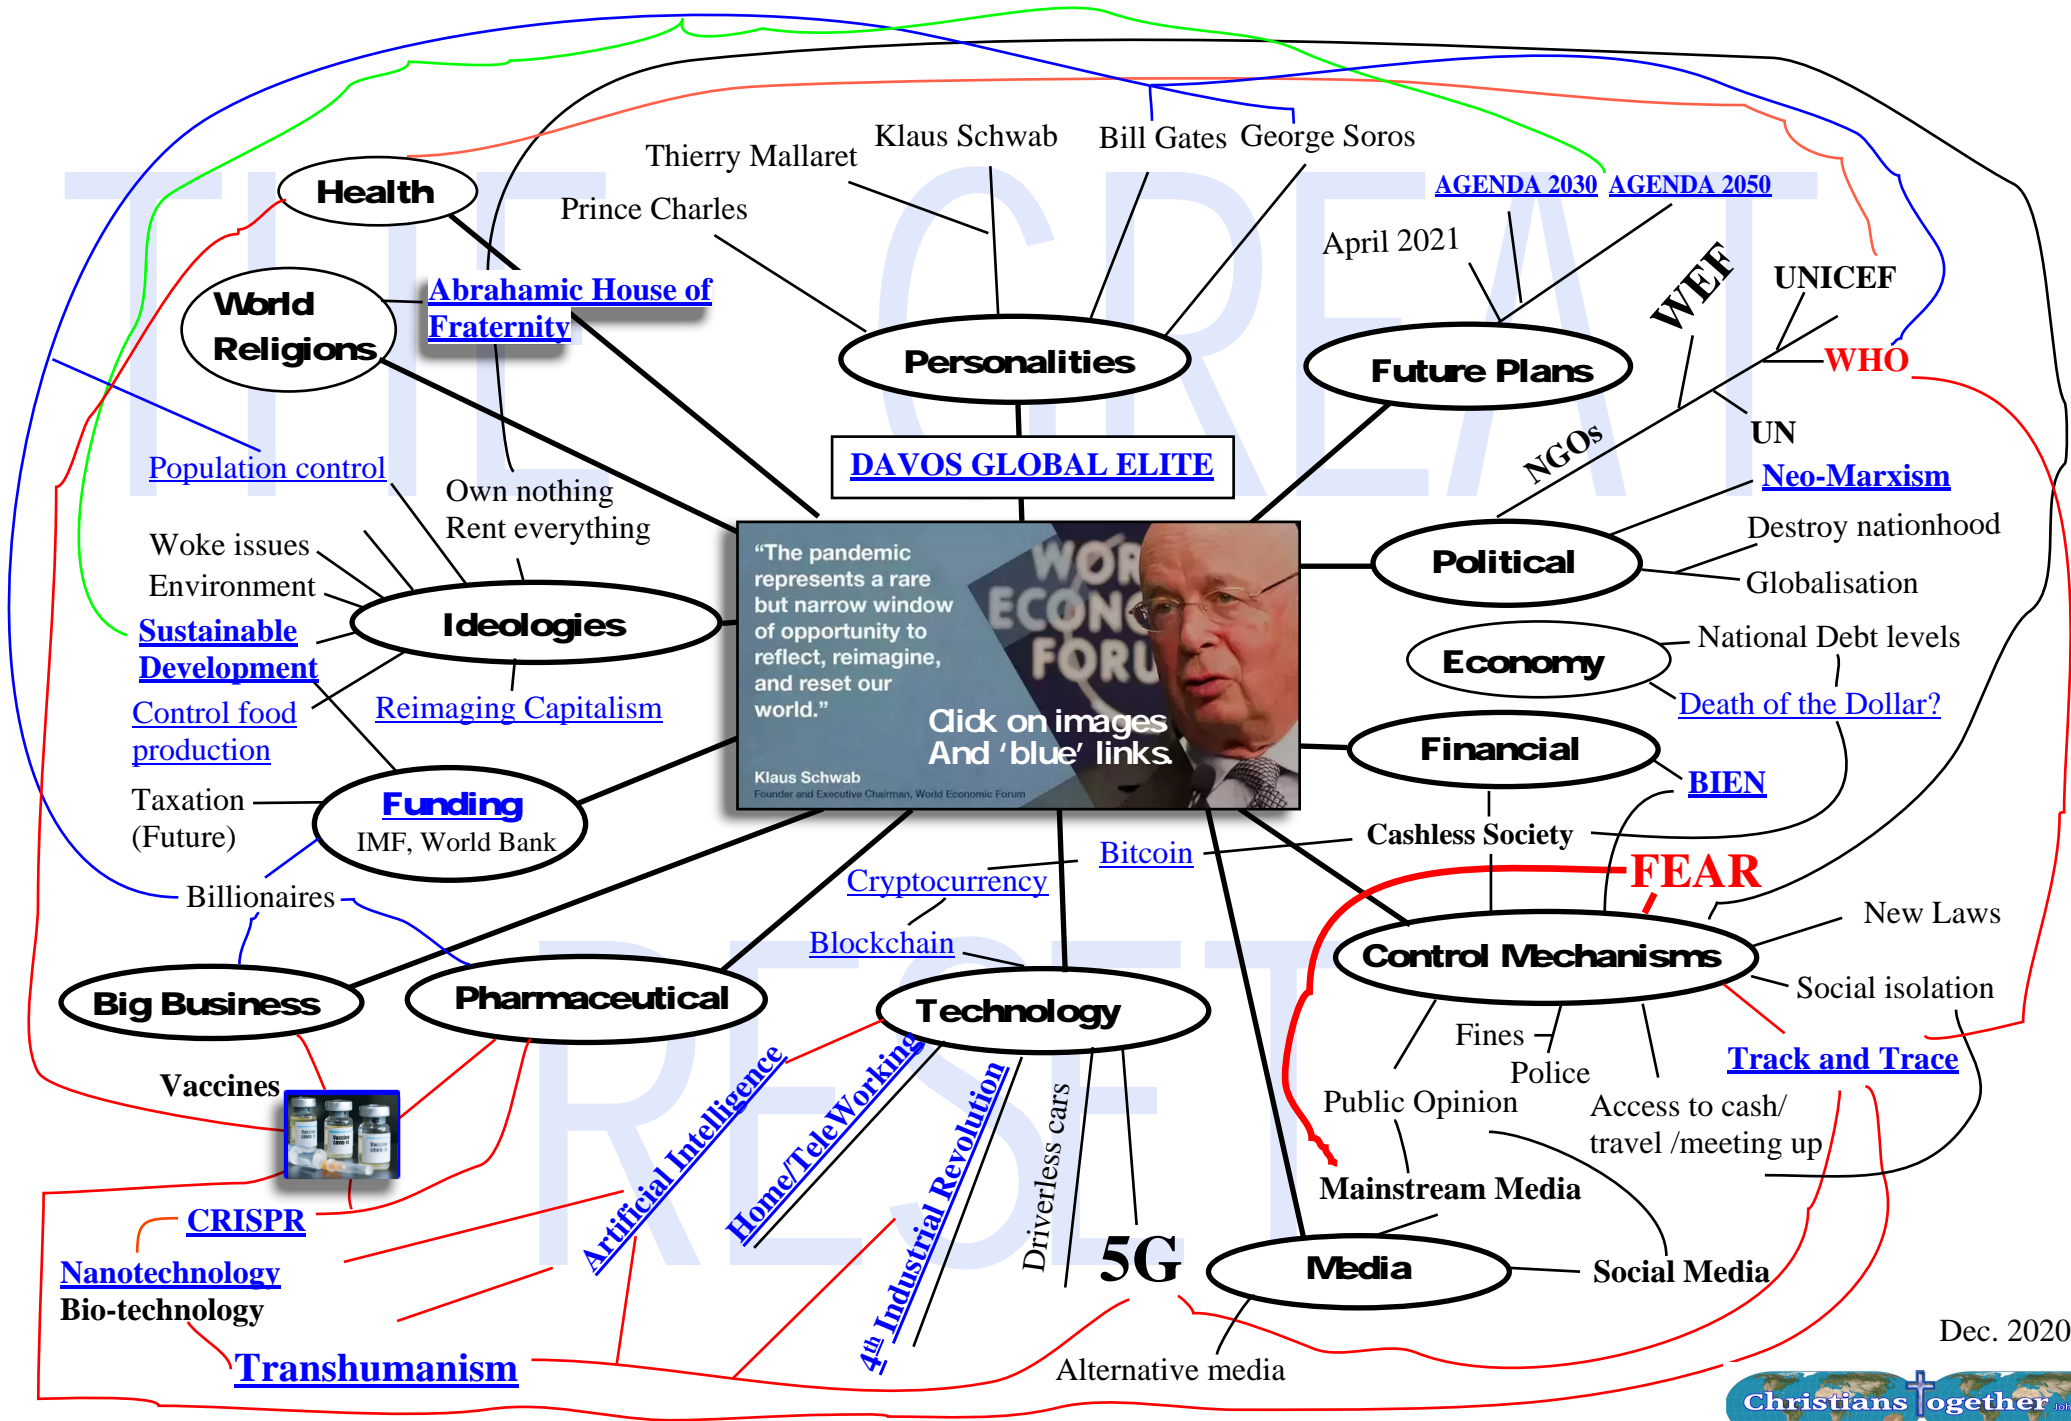 THE GREAT
RESET
Health
World
Religions
Abrahamic House of
Fraternity
Prince Charles
Thierry Mallaret
Klaus Schwab
Bill Gates
George Soros
Personalities
DAVOS GLOBAL ELITE
AGENDA 2030
AGENDA 2050
April 2021
Future Plans
WEF
UNICEF
WHO
UN
NGOs
Neo-Marxism
Destroy nationhood
Globalisation
Political
Population control
Own nothing
Rent everything
Woke issues
Environment
Sustainable
Development
Control food
production
Reimaging Capitalism
Ideologies
“The pandemic
represents a rare
but narrow window
of opportunity to
reflect, reimagine,
and reset our
world.”
Klaus Schwab
Founder and Executive Chairman, World Economic Forum
WOR
ECONO
FORU
Click on images
And ‘blue’ links.
Economy
National Debt levels
Death of the Dollar?
Financial
BIEN
Cashless Society
Bitcoin
Cryptocurrency
Blockchain
Taxation
(Future)
Funding
IMF, World Bank
Billionaires
Big Business
Pharmaceutical
Technology
FEAR
Control Mechanisms
New Laws
Social isolation
Track and Trace
Fines
Police
Access to cash/
travel /meeting up
Public Opinion
Mainstream Media
Social Media
Media
Alternative media
Vaccines
Vaccine
COVID-19
CRISPR
Nanotechnology
Bio-technology
Transhumanism
Artificial Intelligence
Home/TeleWorking
4th Industrial Revolution
Driverless cars
5G
Dec. 2020
Christians Together